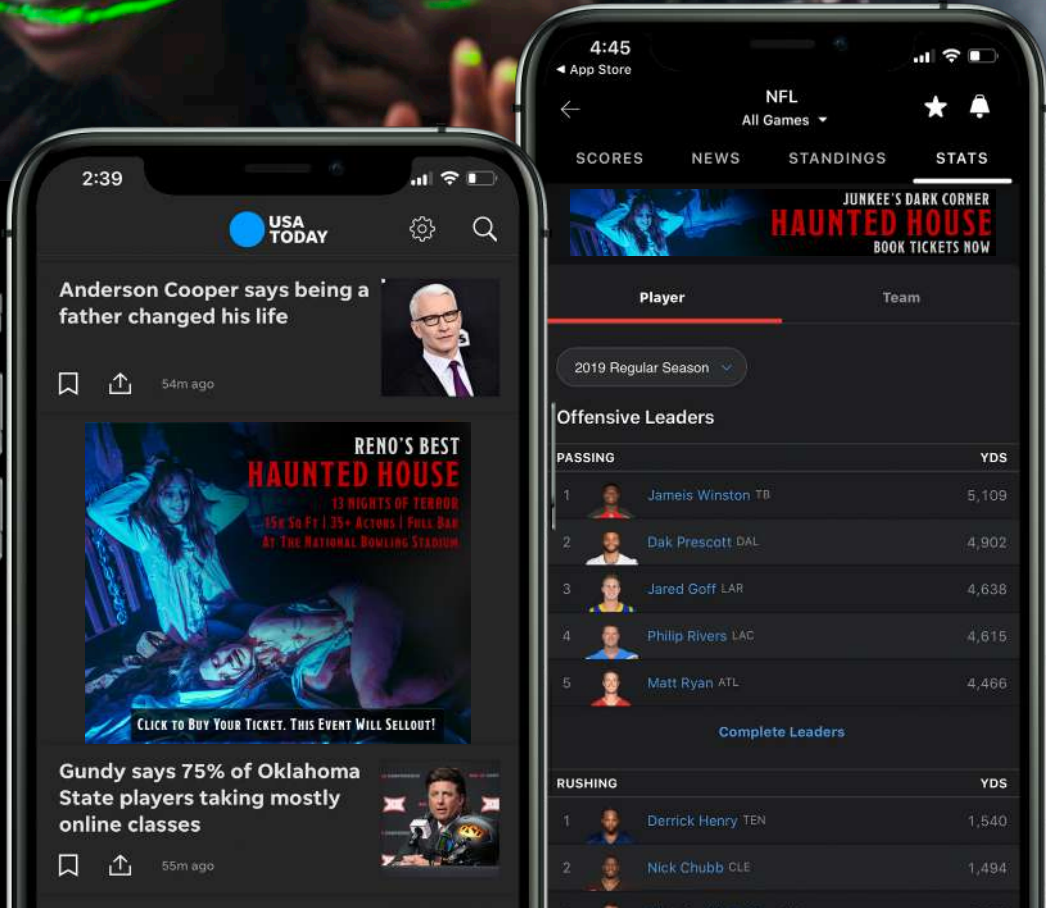 2:39
USA
TODAY
Anderson Cooper says being a
father changed his life
54m ago
RENO'S BEST
HAUNTED HOUSE
13 NIGHTS OF TERROR
15K SQ FT | 35+ ACTORS | FULL BAR
AT THE NATIONAL BOWLING STADIUM
CLICK TO BUY YOUR TICKET. THIS EVENT WILL SELLOUT!
Gundy says 75% of Oklahoma
State players taking mostly
online classes
55m ago
4:45
◄ App Store
NFL
All Games
SCORES NEWS STANDINGS STATS
JUNKEE'S DARK CORNER
HAUNTED HOUSE
BOOK TICKETS NOW
Player Team
2019 Regular Season
Offensive Leaders
PASSING YDS
1 Jameis Winston TB 5,109
2 Dak Prescott DAL 4,902
3 Jared Goff LAR 4,638
4 Philip Rivers LAC 4,615
5 Matt Ryan ATL 4,466
Complete Leaders
RUSHING YDS
1 Derrick Henry TEN 1,540
2 Nick Chubb CLE 1,494